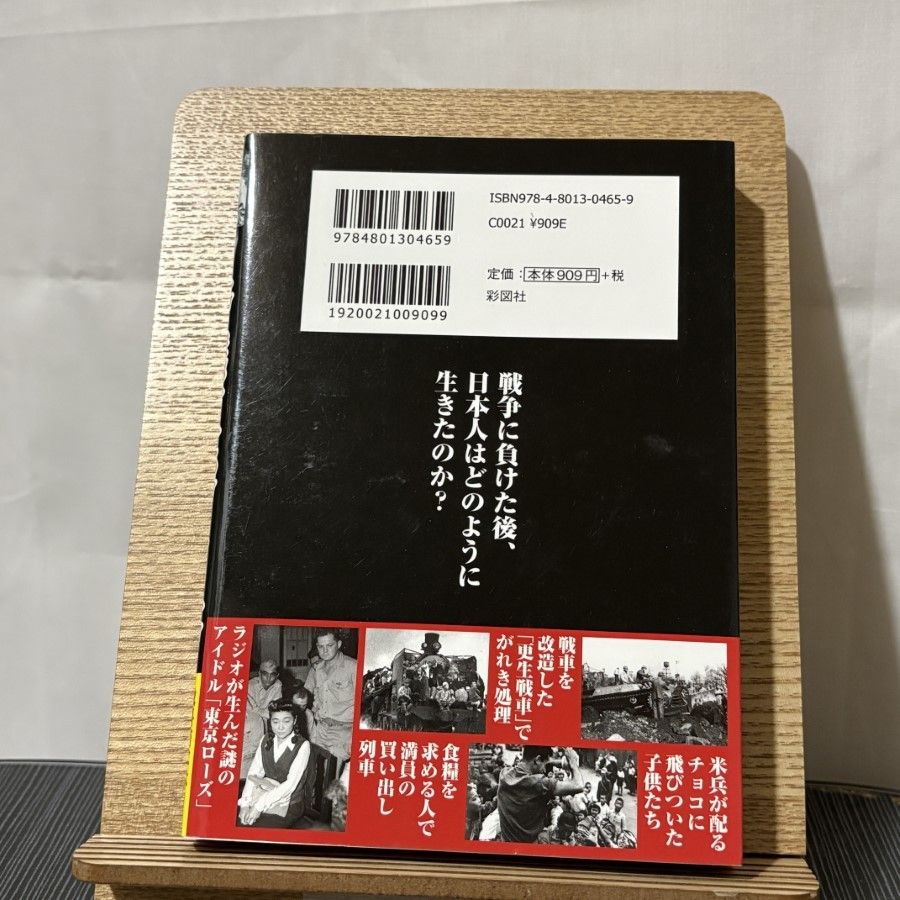 ISBN978-4-8013-0465-9
C0021 ¥909E
9784801304659
定価：本体909円+税
彩図社
1920021009099
戦争に負けた後、
日本人はどのように
生きたのか？
戦車を
改造した
「更生戦車」で
がれき処理
ラジオが生んだ謎の
アイドル「東京ローズ」
米兵が配る
チョコに
飛びついた
子供たち
食糧を
求める人で
満員の
買い出し
列車